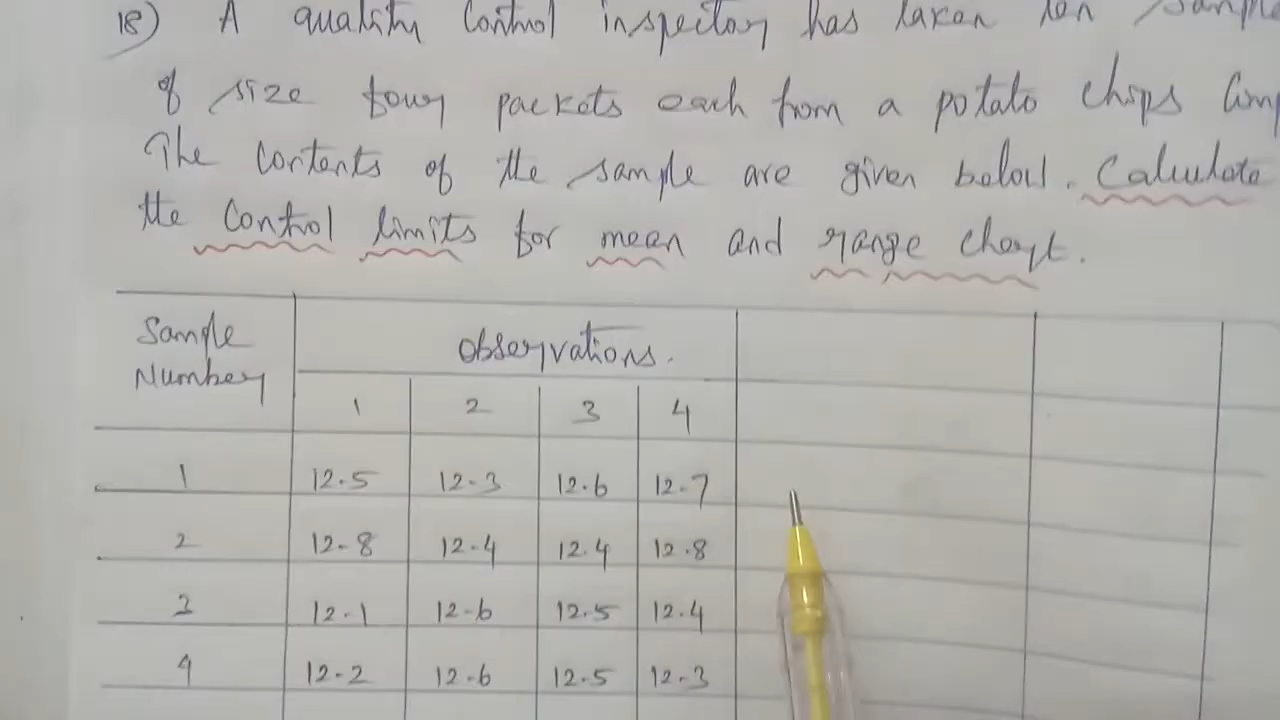 18) A quality control inspector has taken ten sample
of size four packets each from a potato chips
The contents of the sample are given below. Calculate
the control limits for mean and range chart.
Sample Number Observations.
1 2 3 4
1 12.5 12.3 12.6 12.7
2 12.8 12.4 12.4 12.8
3 12.1 12.6 12.5 12.4
4 12.2 12.6 12.5 12.3